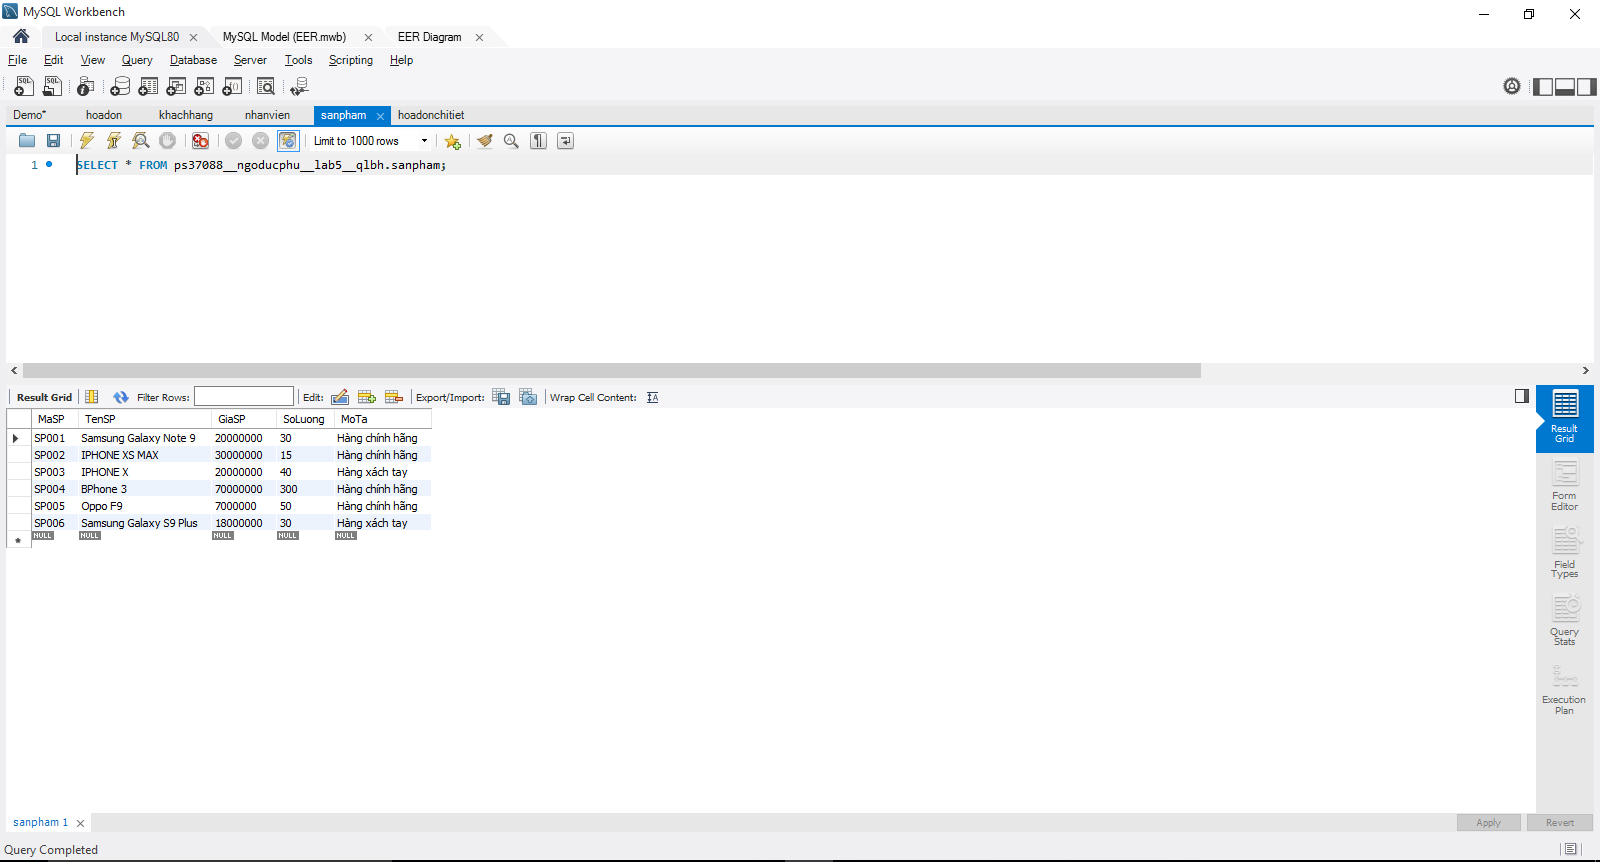 MySQL Workbench
Local instance MySQL80 MySQL Model (EER.mwb) EER Diagram
File Edit View Query Database Server Tools Scripting Help
Demo* hoadon khachhang nhanvien sanpham hoadonchitiet
Limit to 1000 rows
1 SELECT * FROM ps37088__ngoducphu__lab5__qlbh.sanpham;
Result Grid Filter Rows: Edit: Export/Import: Wrap Cell Content:
MaSP TenSP GiaSP SoLuong MoTa
SP001 Samsung Galaxy Note 9 20000000 30 Hàng chính hãng
SP002 IPHONE XS MAX 30000000 15 Hàng chính hãng
SP003 IPHONE X 20000000 40 Hàng xách tay
SP004 BPhone 3 70000000 300 Hàng chính hãng
SP005 Oppo F9 7000000 50 Hàng chính hãng
SP006 Samsung Galaxy S9 Plus 18000000 30 Hàng xách tay
NULL NULL NULL NULL NULL
Result
Grid
Form
Editor
Field
Types
Query
Stats
Execution
Plan
sanpham 1 Apply Revert
Query Completed